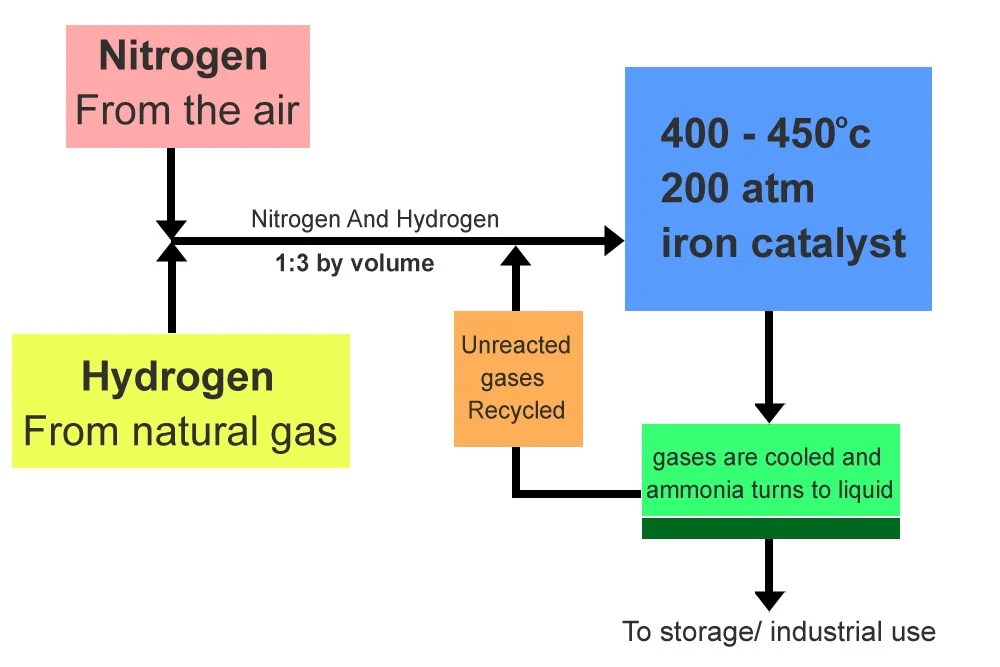 Nitrogen
From the air
Nitrogen And Hydrogen
1:3 by volume
Hydrogen
From natural gas
400 - 450°c
200 atm
iron catalyst
Unreacted
gases
Recycled
gases are cooled and
ammonia turns to liquid
To storage/ industrial use